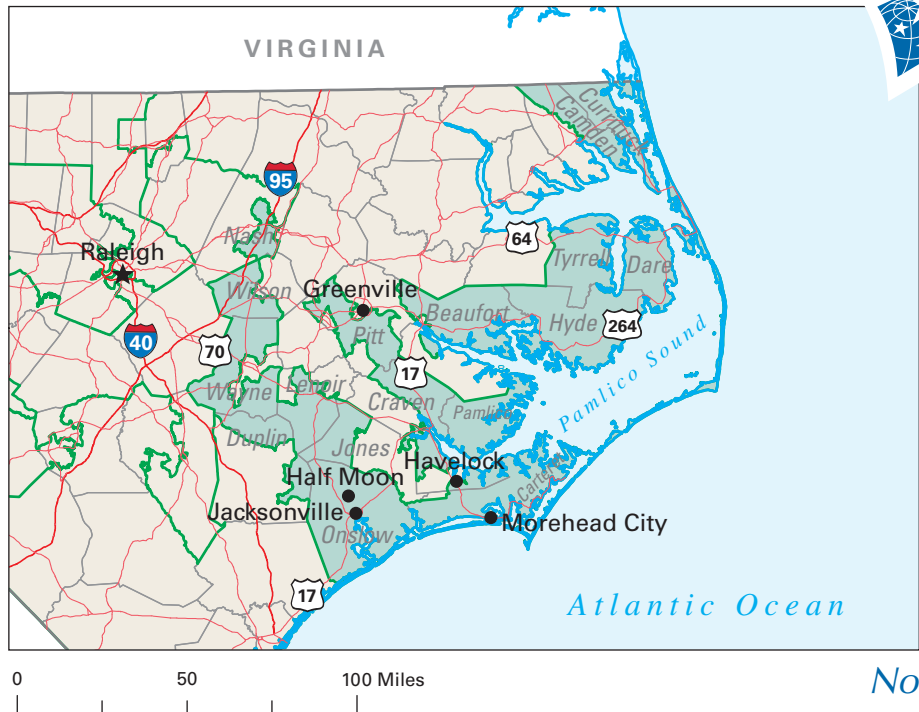 VIRGINIA
Currituck
Camden
95
Nash
64
Tyrrell
Dare
Raleigh
Wilson
Greenville
Beaufort
Hyde
264
40
70
Pitt
17
Pamlico Sound
Wayne
Lenoir
Craven
Pamlico
Duplin
Jones
Havelock
Half Moon
Carteret
Jacksonville
Morehead City
Onslow
17
Atlantic Ocean
0 50 100 Miles
No